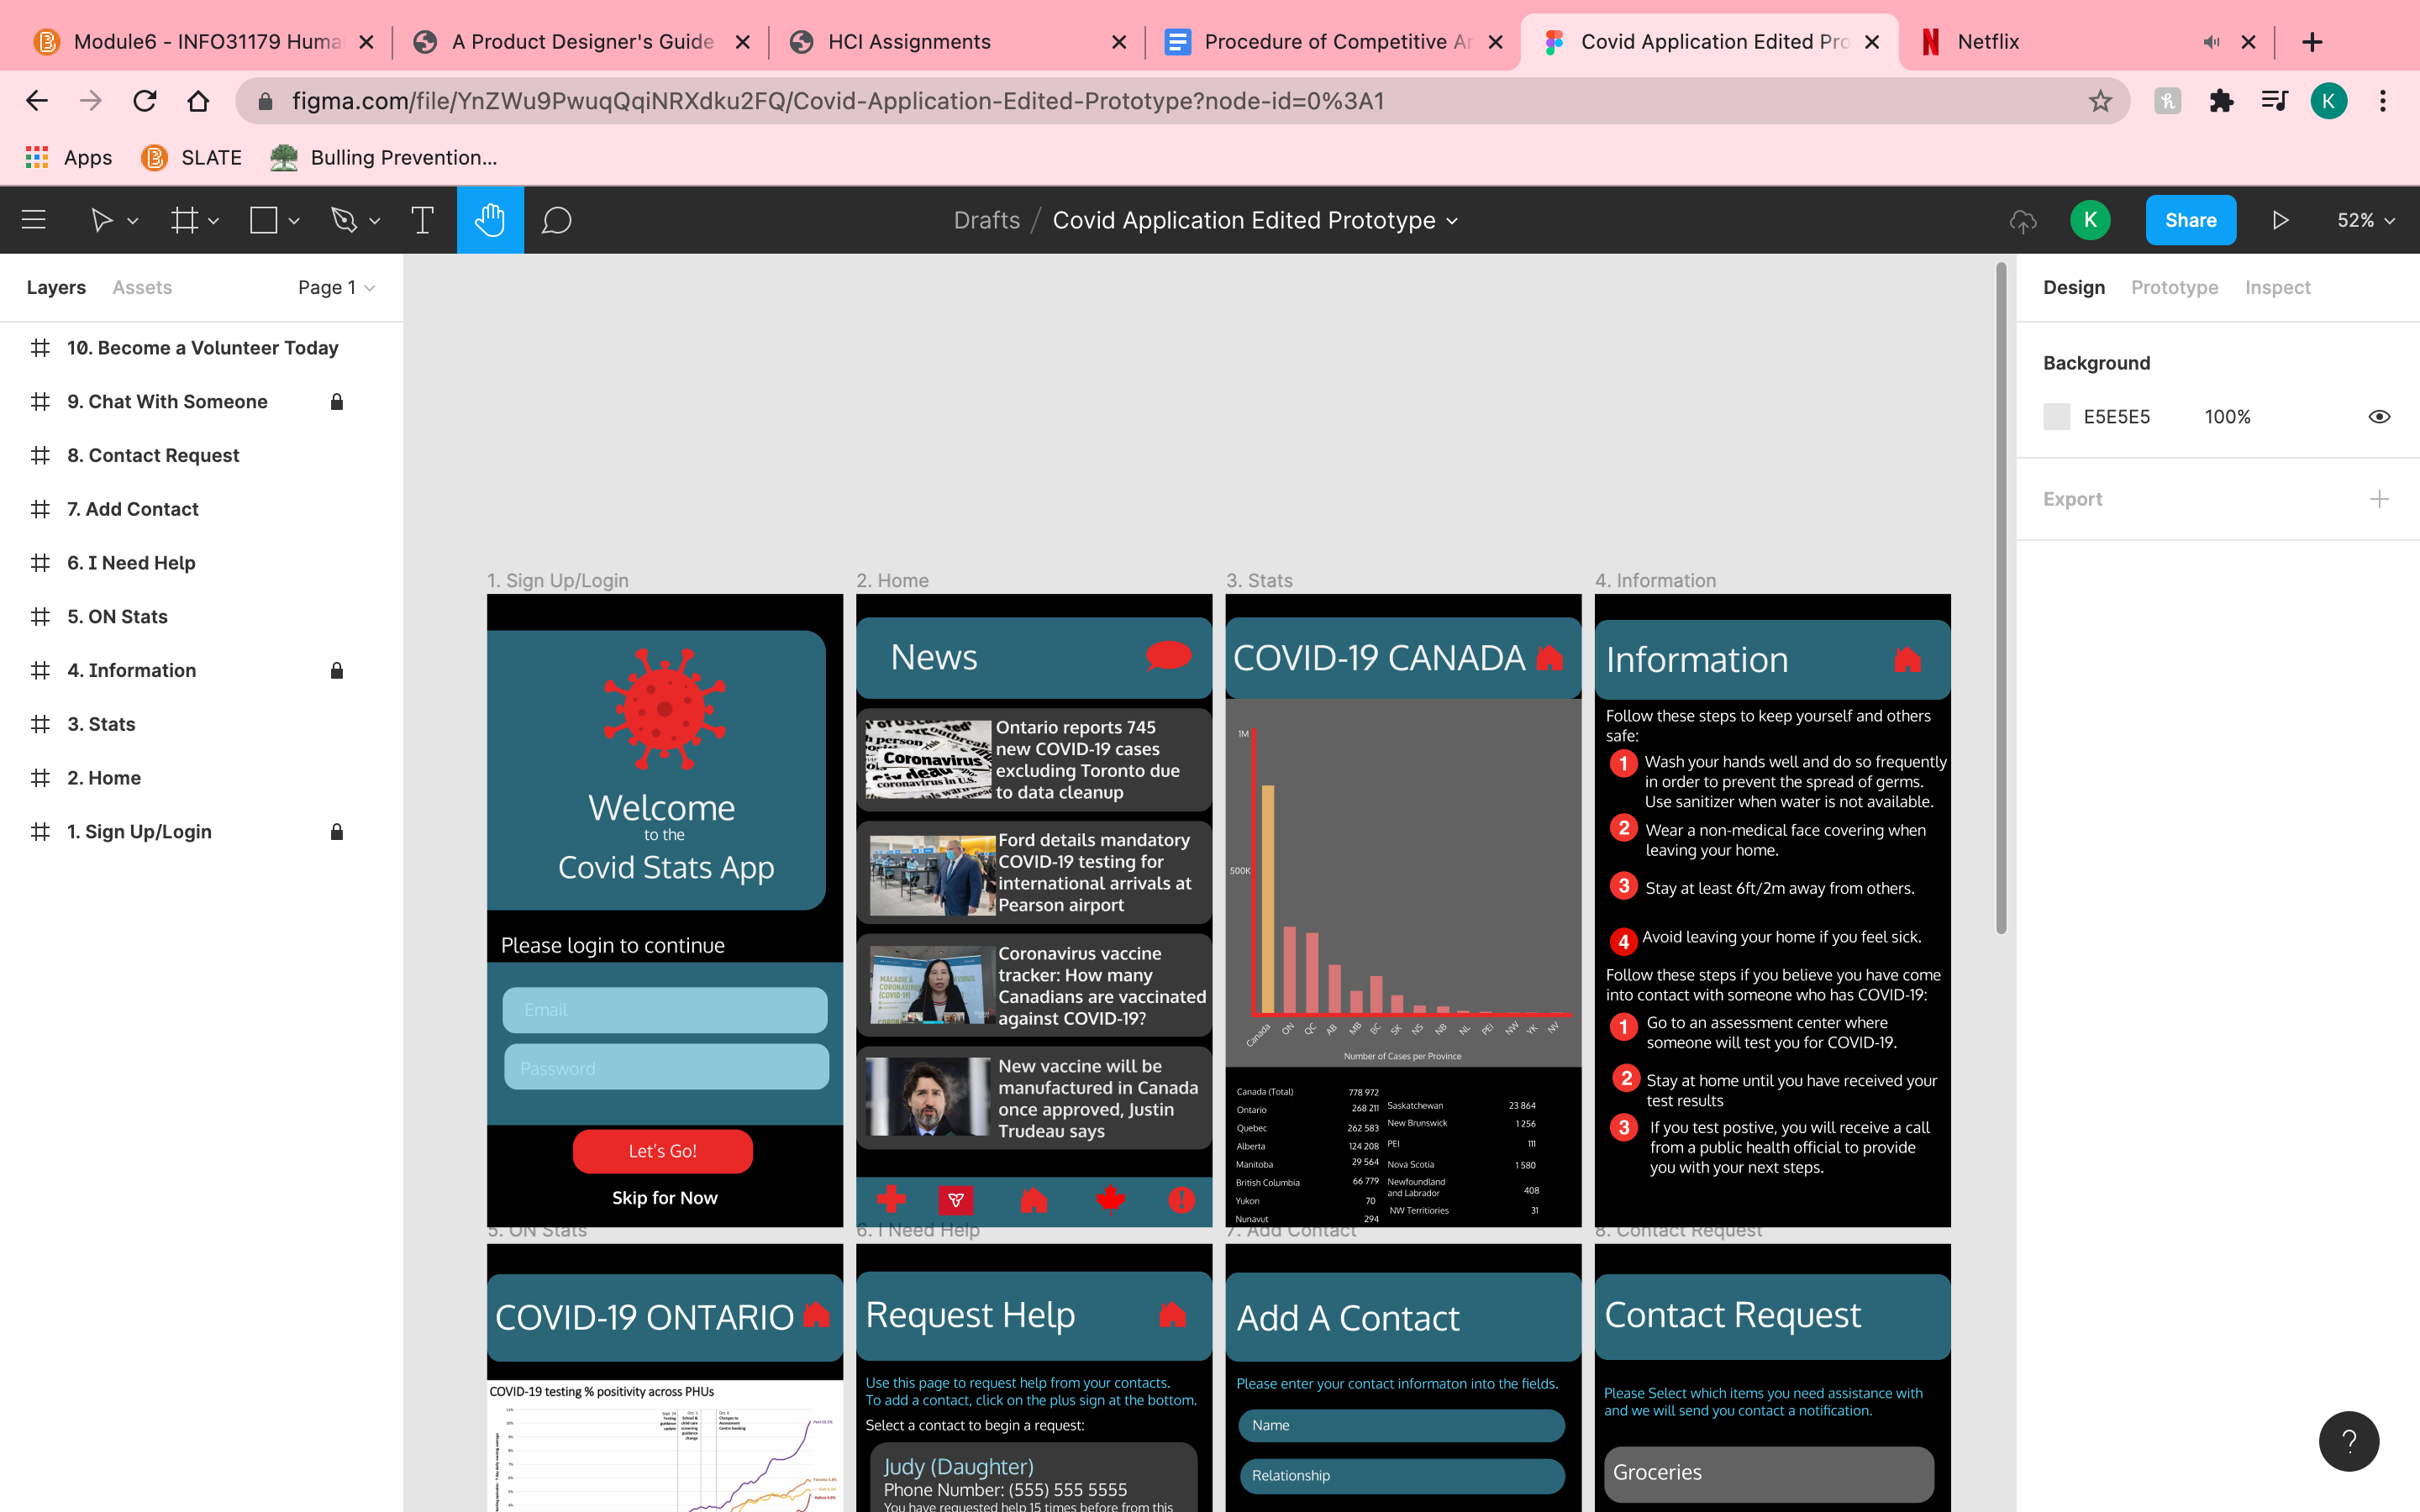 Module6 - INFO31179 Huma
A Product Designer's Guide
HCI Assignments
Procedure of Competitive Ar
Covid Application Edited Pro
Netflix
figma.com/file/YnZWu9PwuqQqiNRXdku2FQ/Covid-Application-Edited-Prototype?node-id=0%3A1
K
Apps
SLATE
Bulling Prevention...
Drafts / Covid Application Edited Prototype
K
Share
52%
Layers
Assets
Page 1
10. Become a Volunteer Today
9. Chat With Someone
8. Contact Request
7. Add Contact
6. I Need Help
5. ON Stats
4. Information
3. Stats
2. Home
1. Sign Up/Login
Design
Prototype
Inspect
Background
E5E5E5
100%
Export
?
1. Sign Up/Login
Welcome
to the
Covid Stats App
Please login to continue
Email
Password
Let's Go!
Skip for Now
2. Home
News
Coronavirus
Ontario reports 745
new COVID-19 cases
excluding Toronto due
to data cleanup
Ford details mandatory
COVID-19 testing for
international arrivals at
Pearson airport
Coronavirus vaccine
tracker: How many
Canadians are vaccinated
against COVID-19?
New vaccine will be
manufactured in Canada
once approved, Justin
Trudeau says
3. Stats
COVID-19 CANADA
1M
500K
Canada ON QC AB MB BC SK NS NB NL PEI NW YK NV
Number of Cases per Province
Canada (Total) 778 972
Ontario 268 211
Quebec 262 583
Alberta 124 208
Manitoba 29 564
British Columbia 66 779
Yukon 70
Nunavut 294
Saskatchewan 23 864
New Brunswick 1 256
PEI 111
Nova Scotia 1 580
Newfoundland
and Labrador 408
NW Territiories 31
4. Information
Information
Follow these steps to keep yourself and others
safe:
1 Wash your hands well and do so frequently
in order to prevent the spread of germs.
Use sanitizer when water is not available.
2 Wear a non-medical face covering when
leaving your home.
3 Stay at least 6ft/2m away from others.
4 Avoid leaving your home if you feel sick.
Follow these steps if you believe you have come
into contact with someone who has COVID-19:
1 Go to an assessment center where
someone will test you for COVID-19.
2 Stay at home until you have received your
test results
3 If you test postive, you will receive a call
from a public health official to provide
you with your next steps.
5. ON Stats
COVID-19 ONTARIO
COVID-19 testing % positivity across PHUs
6. I Need Help
Request Help
Use this page to request help from your contacts.
To add a contact, click on the plus sign at the bottom.
Select a contact to begin a request:
Judy (Daughter)
Phone Number: (555) 555 5555
You have requested help 15 times before from this
7. Add Contact
Add A Contact
Please enter your contact informaton into the fields.
Name
Relationship
8. Contact Request
Contact Request
Please Select which items you need assistance with
and we will send you contact a notification.
Groceries